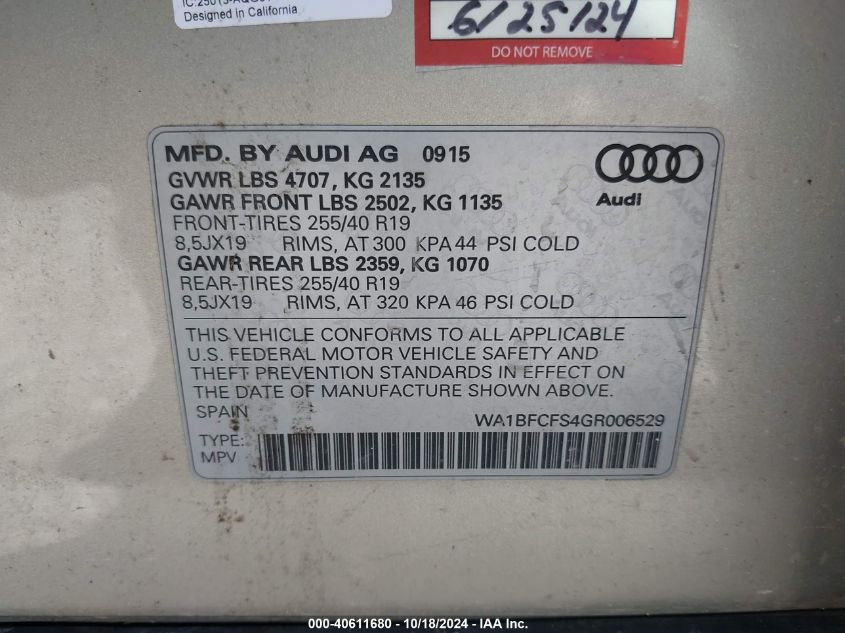 Designed in California
6/25/24
DO NOT REMOVE
MFD. BY AUDI AG 0915
GVWR LBS 4707, KG 2135
GAWR FRONT LBS 2502, KG 1135
FRONT-TIRES 255/40 R19
8,5JX19 RIMS, AT 300 KPA 44 PSI COLD
GAWR REAR LBS 2359, KG 1070
REAR-TIRES 255/40 R19
8,5JX19 RIMS, AT 320 KPA 46 PSI COLD
Audi
THIS VEHICLE CONFORMS TO ALL APPLICABLE
U.S. FEDERAL MOTOR VEHICLE SAFETY AND
THEFT PREVENTION STANDARDS IN EFFECT ON
THE DATE OF MANUFACTURE SHOWN ABOVE.
SPAIN WA1BFCFS4GR006529
TYPE:
MPV
000-40611680 - 10/18/2024 - WA - Inc.